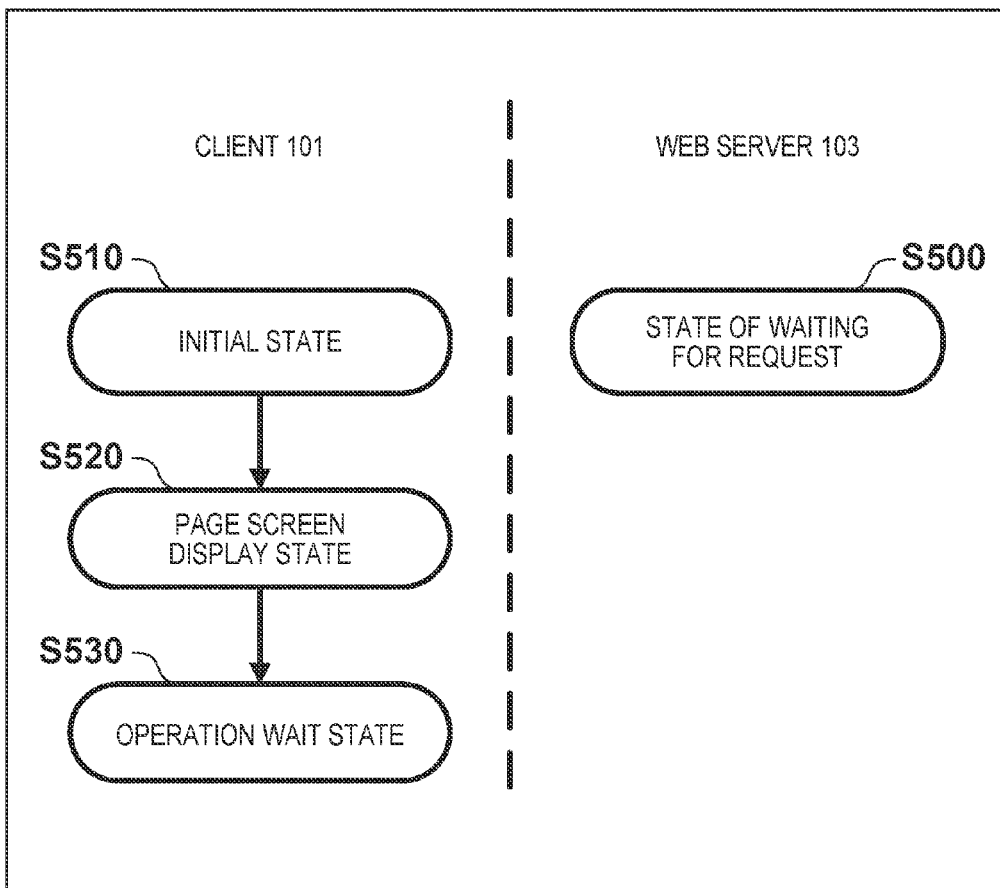 CLIENT 101
WEB SERVER 103
S510
S500
INITIAL STATE
STATE OF WAITING
FOR REQUEST
S520
PAGE SCREEN
DISPLAY STATE
S530
OPERATION WAIT STATE